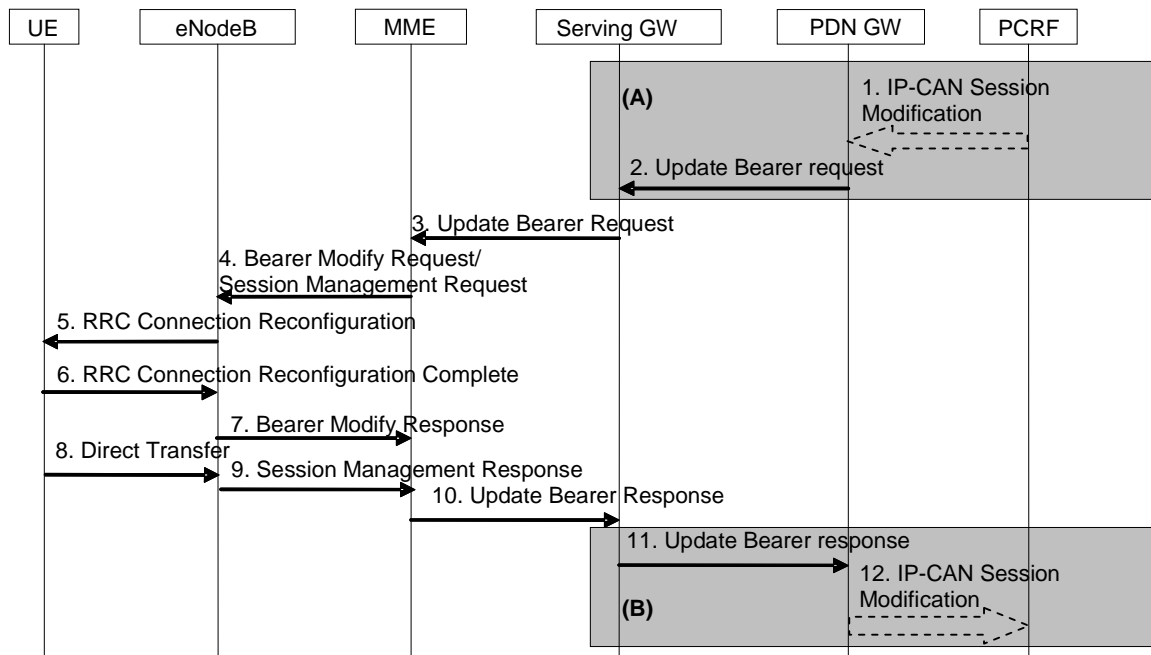 UE
eNodeB
MME
Serving GW
PDN GW
PCRF
(A)
1. IP-CAN Session
Modification
2. Update Bearer request
3. Update Bearer Request
4. Bearer Modify Request/
Session Management Request
5. RRC Connection Reconfiguration
6. RRC Connection Reconfiguration Complete
7. Bearer Modify Response
8. Direct Transfer
9. Session Management Response
10. Update Bearer Response
11. Update Bearer response
12. IP-CAN Session
Modification
(B)